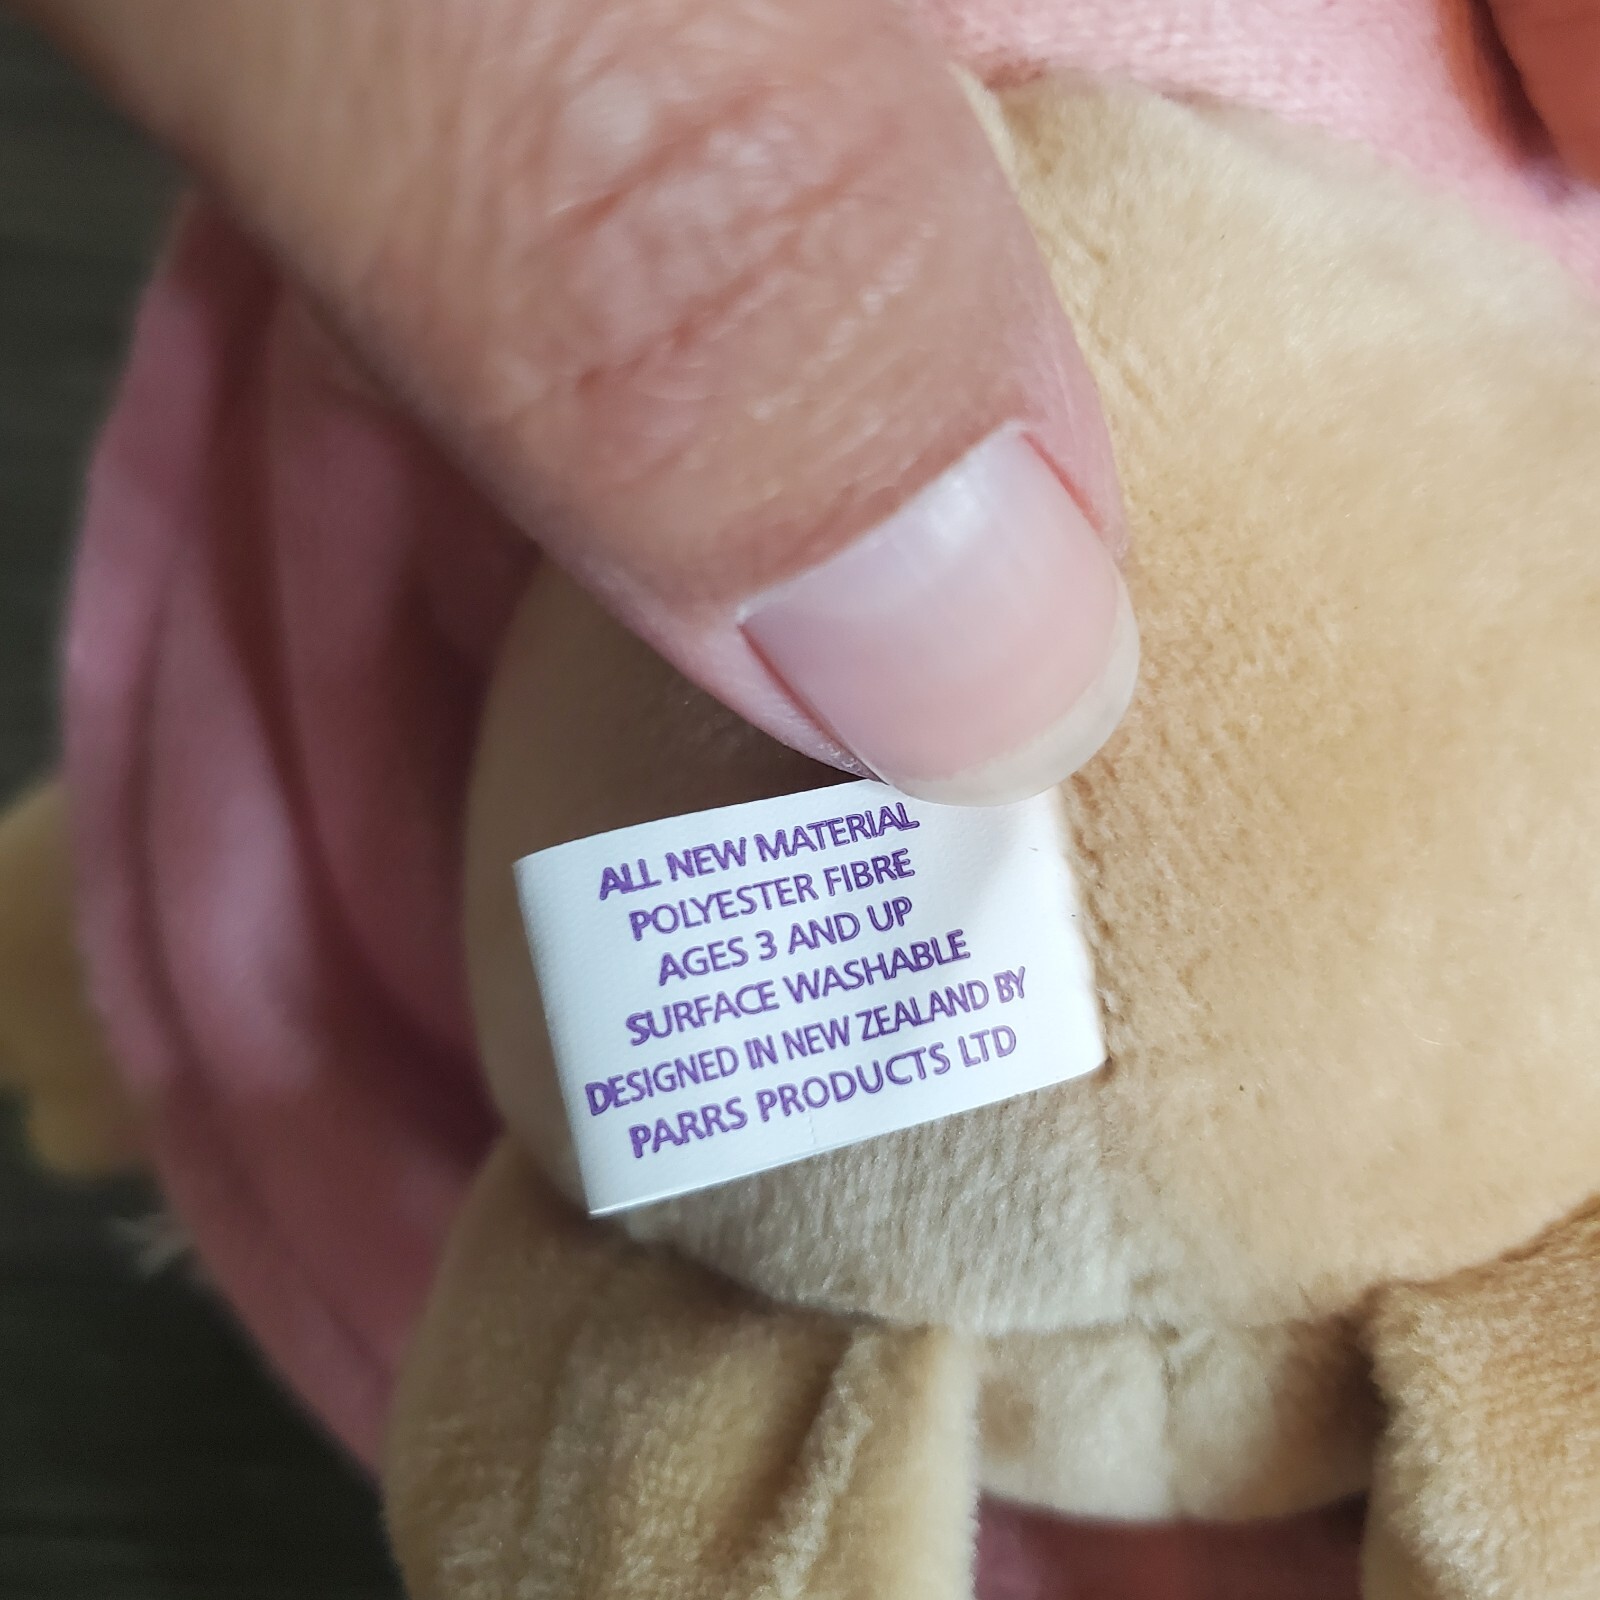 ALL NEW MATERIAL
POLYESTER FIBRE
AGES 3 AND UP
SURFACE WASHABLE
DESIGNED IN NEW ZEALAND BY
PARRS PRODUCTS LTD